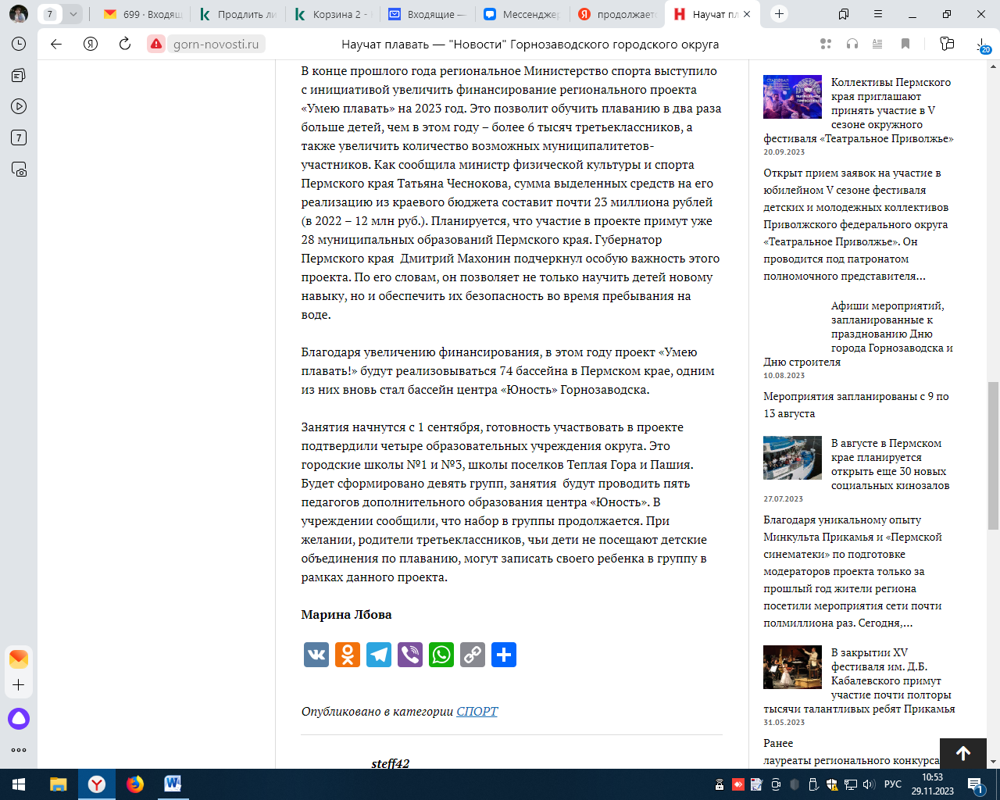 7
699 · Входящ
Продлить ли
Корзина 2 -
Входящие —
Мессенджер
продолжает
Научат пл
gorn-novosti.ru
Научат плавать — "Новости" Горнозаводского городского округа
20
7
В конце прошлого года региональное Министерство спорта выступило
с инициативой увеличить финансирование регионального проекта
«Умею плавать» на 2023 год. Это позволит обучить плаванию в два раза
больше детей, чем в этом году – более 6 тысяч третьеклассников, а
также увеличить количество возможных муниципалитетов-
участников. Как сообщила министр физической культуры и спорта
Пермского края Татьяна Чеснокова, сумма выделенных средств на его
реализацию из краевого бюджета составит почти 23 миллиона рублей
(в 2022 – 12 млн руб.). Планируется, что участие в проекте примут уже
28 муниципальных образований Пермского края. Губернатор
Пермского края  Дмитрий Махонин подчеркнул особую важность этого
проекта. По его словам, он позволяет не только научить детей новому
навыку, но и обеспечить их безопасность во время пребывания на
воде.
Благодаря увеличению финансирования, в этом году проект «Умею
плавать!» будут реализовываться 74 бассейна в Пермском крае, одним
из них вновь стал бассейн центра «Юность» Горнозаводска.
Занятия начнутся с 1 сентября, готовность участвовать в проекте
подтвердили четыре образовательных учреждения округа. Это
городские школы №1 и №3, школы поселков Теплая Гора и Пашия.
Будет сформировано девять групп, занятия  будут проводить пять
педагогов дополнительного образования центра «Юность». В
учреждении сообщили, что набор в группы продолжается. При
желании, родители третьеклассников, чьи дети не посещают детские
объединения по плаванию, могут записать своего ребенка в группу в
рамках данного проекта.
Марина Лбова
Опубликовано в категории СПОРТ
steff42
Коллективы Пермского
края приглашают
принять участие в V
сезоне окружного
фестиваля «Театральное Приволжье»
20.09.2023
Открыт прием заявок на участие в
юбилейном V сезоне фестиваля
детских и молодежных коллективов
Приволжского федерального округа
«Театральное Приволжье». Он
проводится под патронатом
полномочного представителя…
Афиши мероприятий,
запланированные к
празднованию Дню
города Горнозаводска и
Дню строителя
10.08.2023
Мероприятия запланированы с 9 по
13 августа
В августе в Пермском
крае планируется
открыть еще 30 новых
социальных кинозалов
27.07.2023
Благодаря уникальному опыту
Минкульта Прикамья и «Пермской
синематеки» по подготовке
модераторов проекта только за
прошлый год жители региона
посетили мероприятия сети почти
полмиллиона раз. Сегодня,…
В закрытии XV
фестиваля им. Д.Б.
Кабалевского примут
участие почти полторы
тысячи талантливых ребят Прикамья
31.05.2023
Ранее
лауреаты регионального конкурса
РУС
10:53
29.11.2023
1